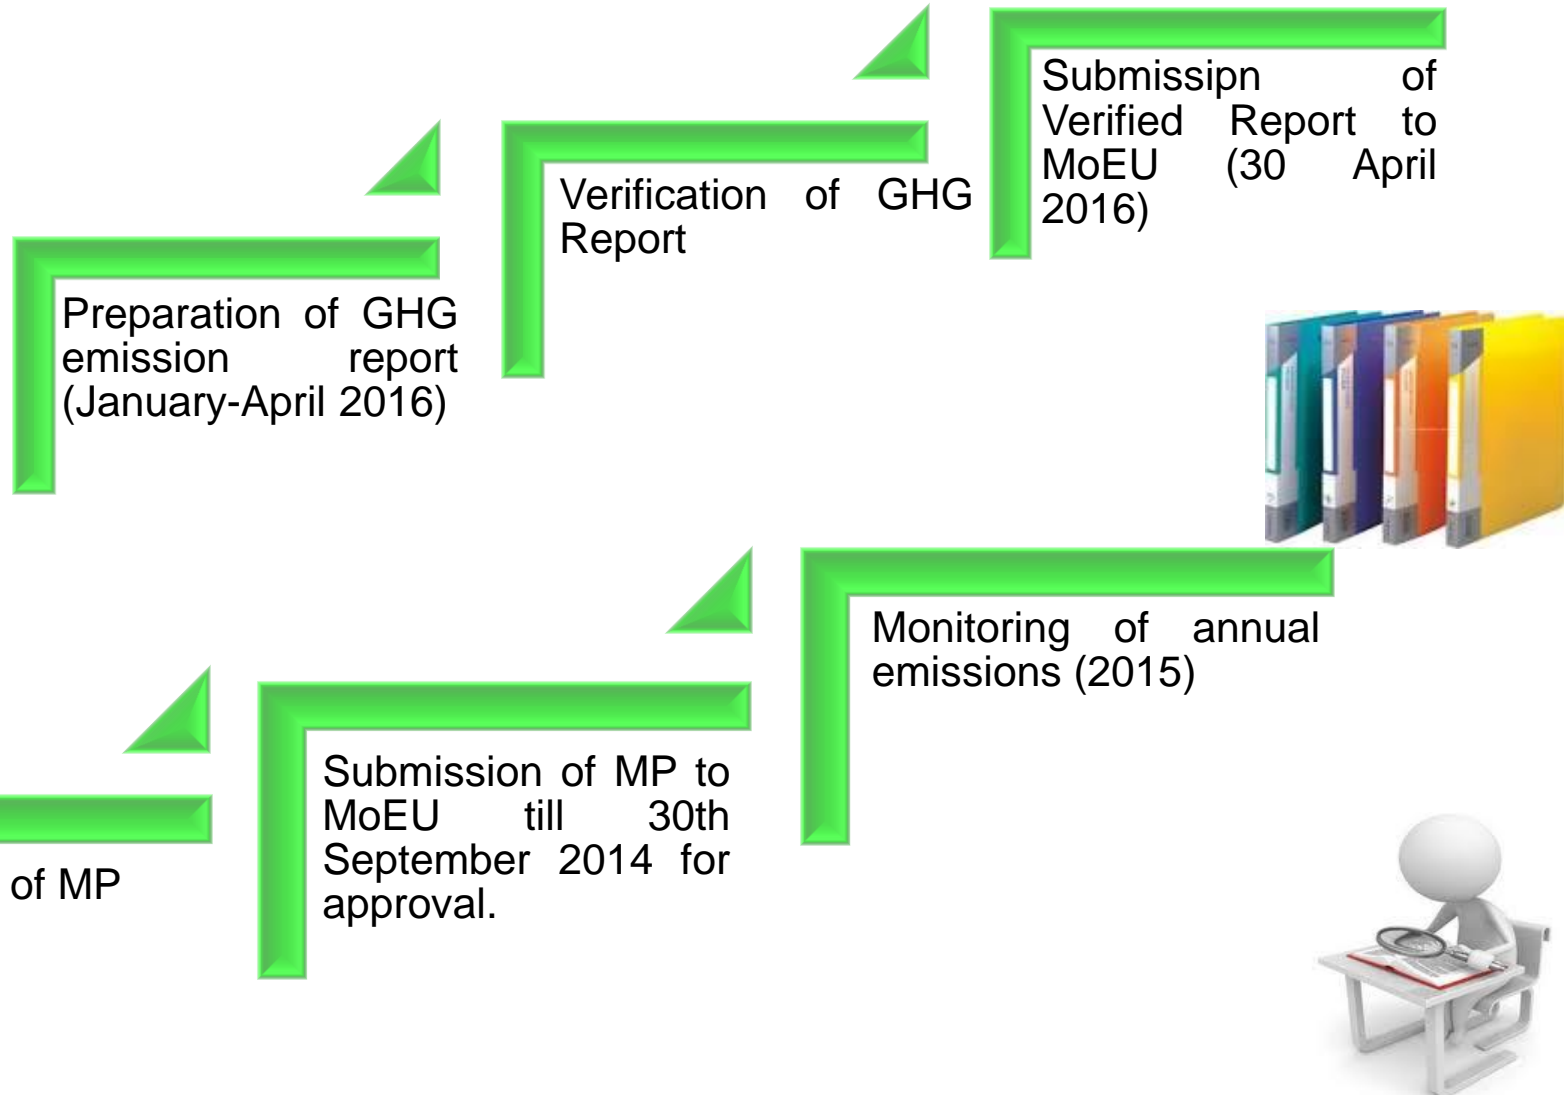 Submissipn of
Verified Report to
MoEU (30 April
2016)
Verification of GHG
Report
Preparation of GHG
emission report
(January-April 2016)
Monitoring of annual
emissions (2015)
Submission of MP to
MoEU till 30th
September 2014 for
approval.
of MP